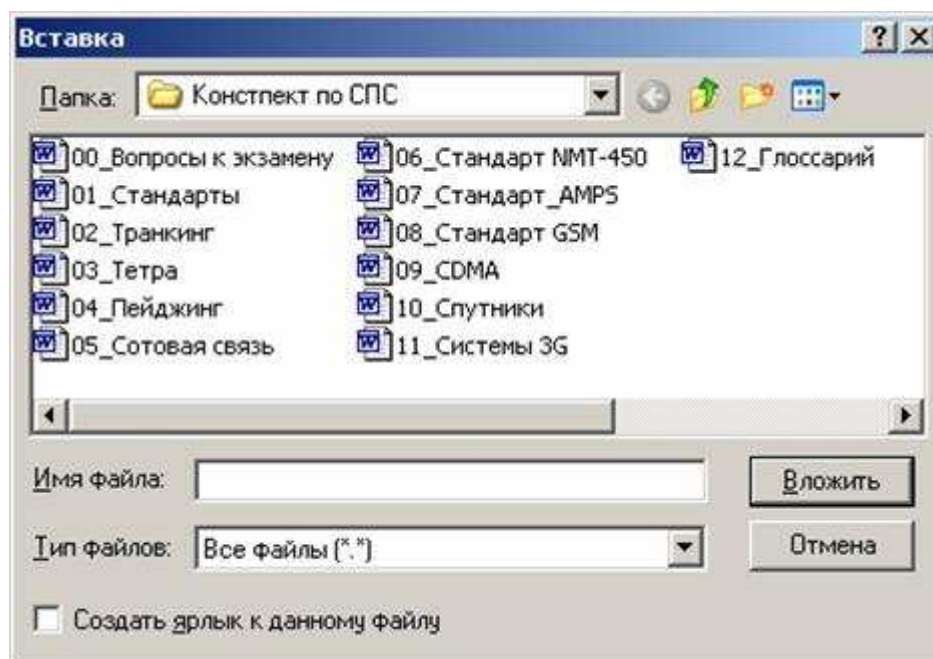 Вставка
Папка: Констпект по СПС
00_Вопросы к экзамену
01_Стандарты
02_Транкинг
03_Тетра
04_Пейджинг
05_Сотовая связь
06_Стандарт NMT-450
07_Стандарт_AMPS
08_Стандарт GSM
09_CDMA
10_Спутники
11_Системы 3G
12_Глоссарий
Имя файла:
Вложить
Тип файлов: Все файлы (*.*)
Отмена
Создать ярлык к данному файлу